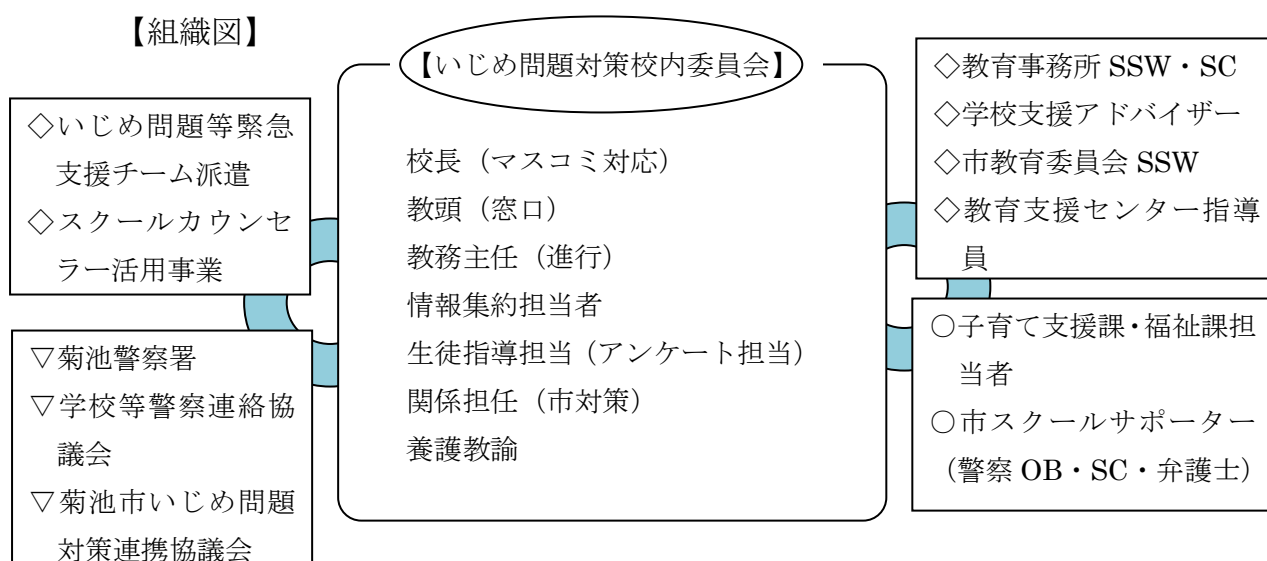 【組織図】
◇いじめ問題等緊急
支援チーム派遣
◇スクールカウンセ
ラー活用事業
▽菊池警察署
▽学校等警察連絡協
議会
▽菊池市いじめ問題
対策連携協議会
【いじめ問題対策校内委員会】
校長（マスコミ対応）
教頭（窓口）
教務主任（進行）
情報集約担当者
生徒指導担当（アンケート担当）
関係担任（市対策）
養護教諭
◇教育事務所 SSW・SC
◇学校支援アドバイザー
◇市教育委員会 SSW
◇教育支援センター指導
員
○子育て支援課・福祉課担
当者
○市スクールサポーター
（警察 OB・SC・弁護士）